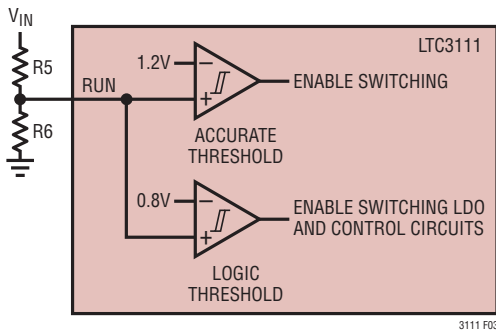 V_IN
LTC3111
R5
1.2V
ENABLE SWITCHING
RUN
R6
ACCURATE
THRESHOLD
0.8V
ENABLE SWITCHING LDO
AND CONTROL CIRCUITS
LOGIC
THRESHOLD
3111 F03